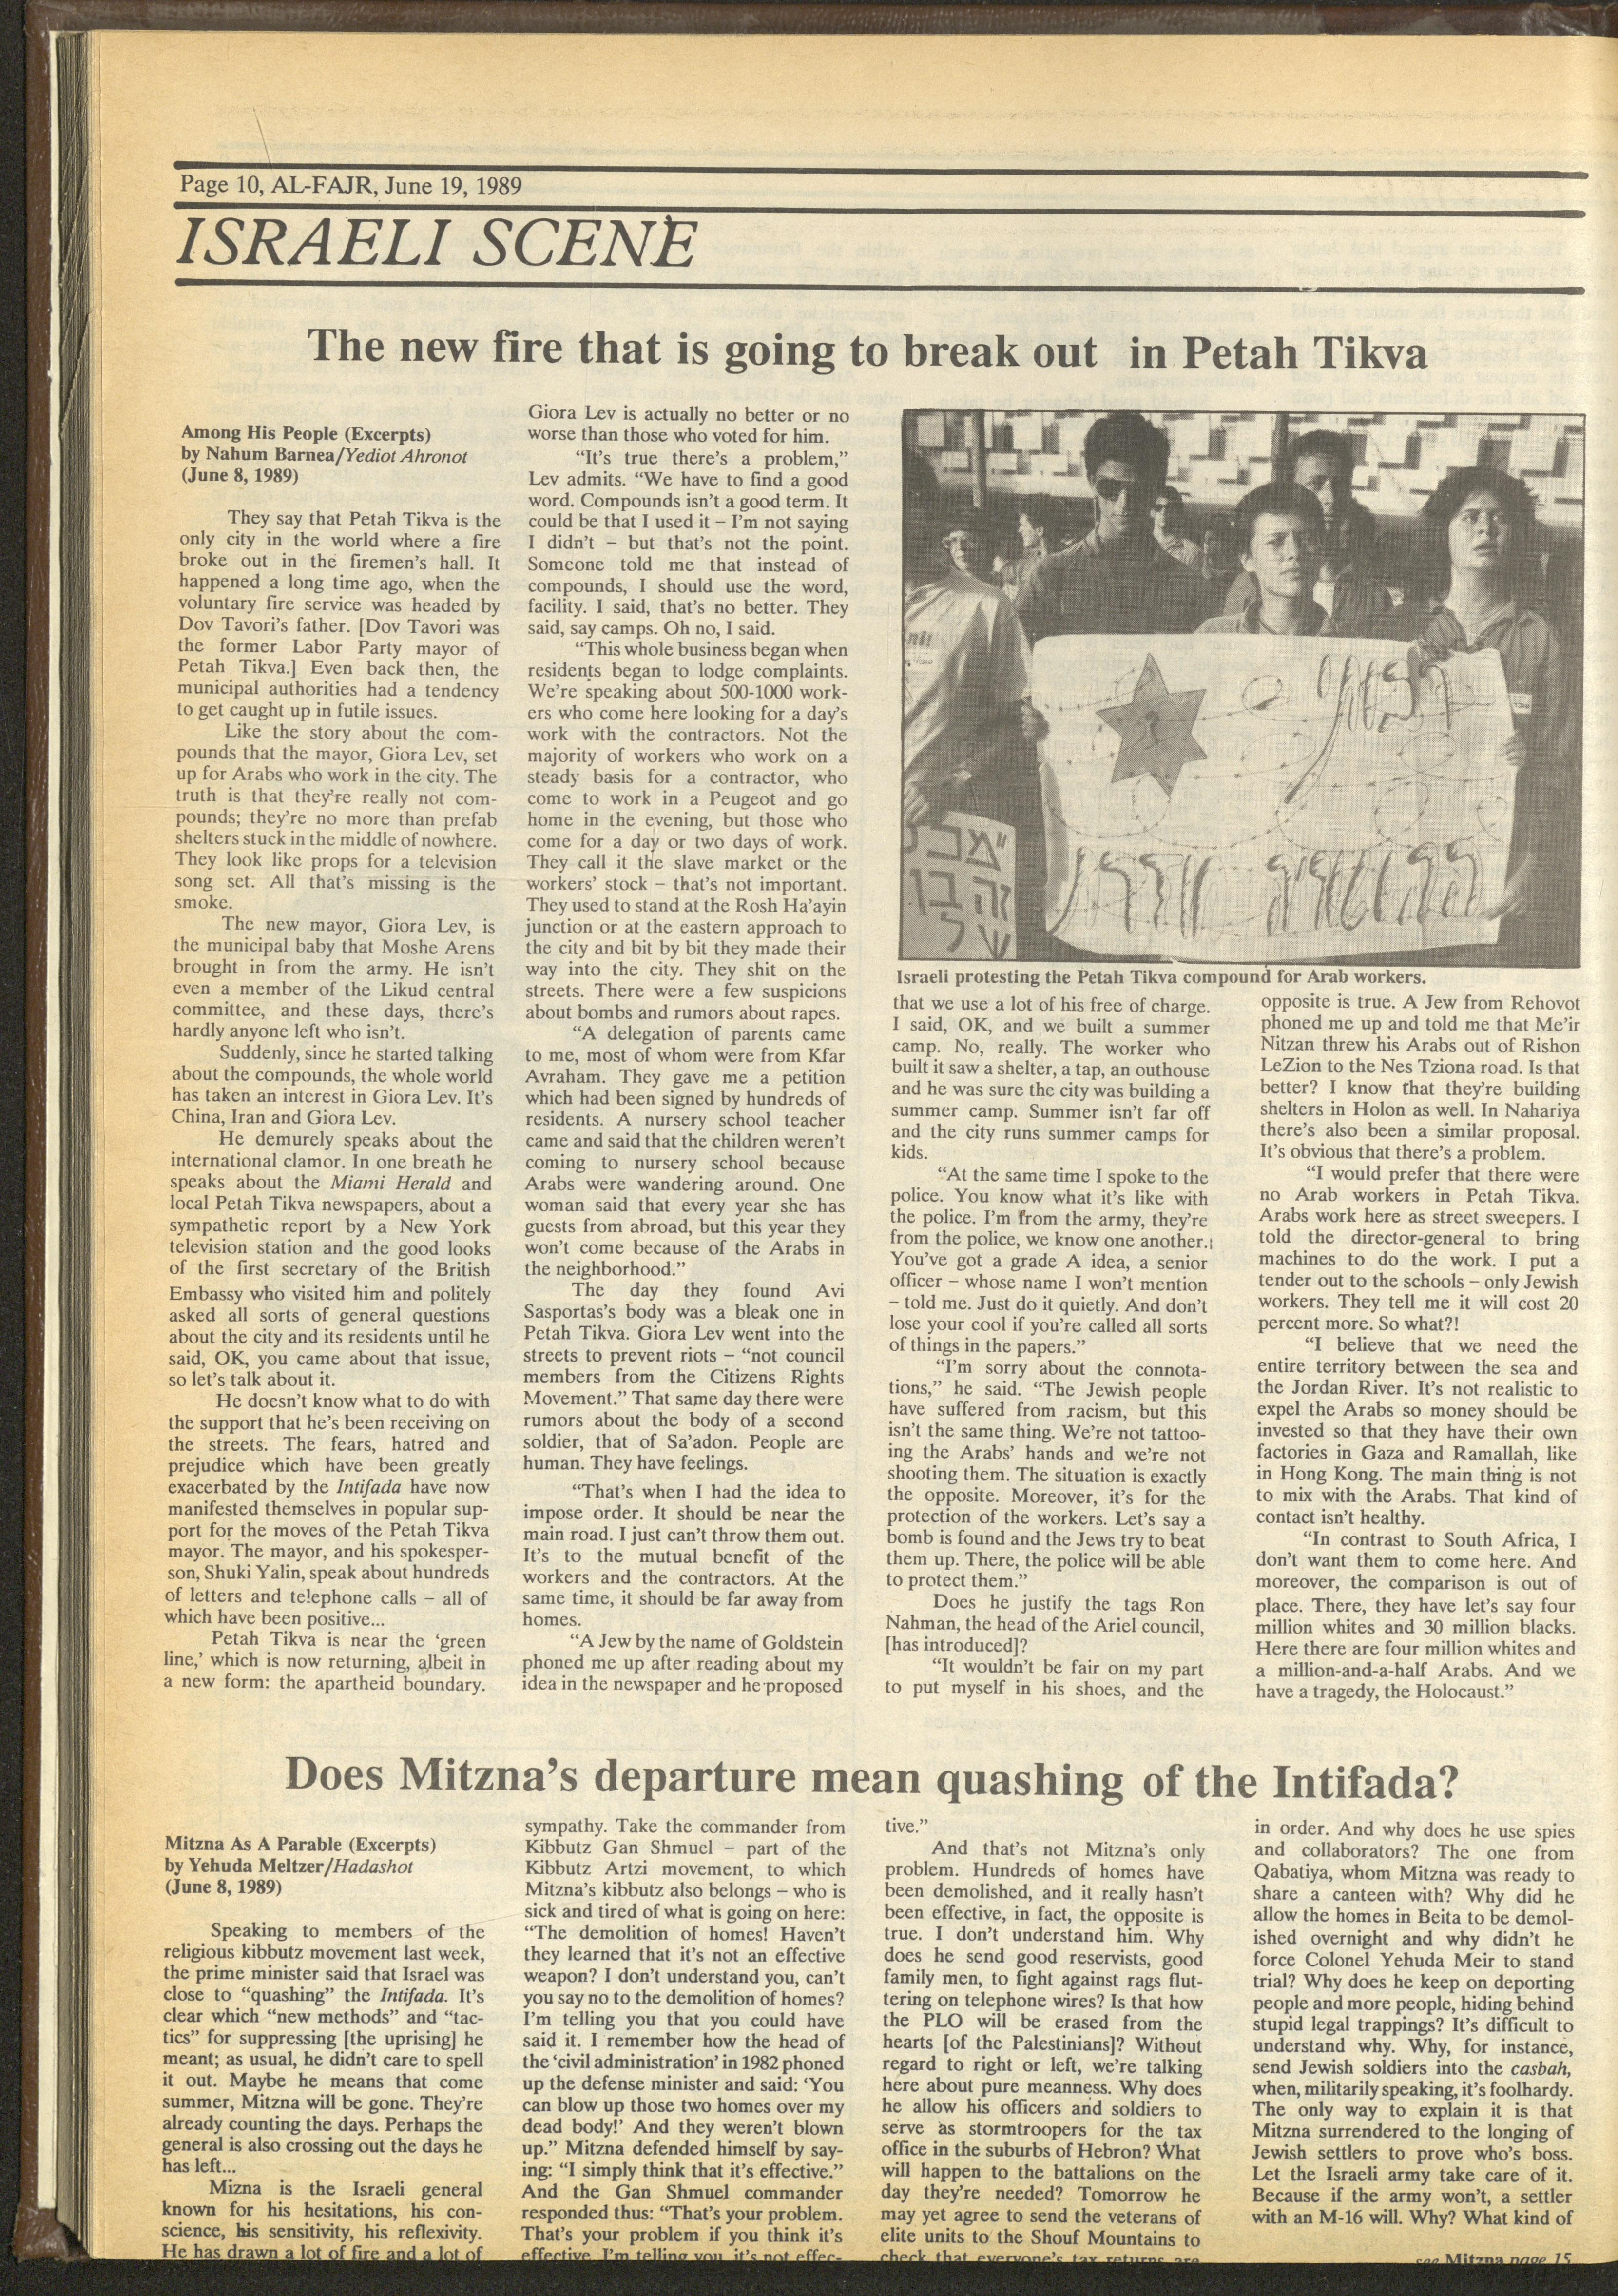 Page 10, AL-FAJR, June 19, 1989
ISRAELI SCENE
The new fire that is going to break out in Petah Tikva
Among His People (Excerpts)
by Nahum Barnea/Yediot Ahronot
(June 8, 1989)
They say that Petah Tikva is the
only city in the world where a fire
broke out in the firemen's hall. It
happened a long time ago, when the
voluntary fire service was headed by
Dov Tavori's father. [Dov Tavori was
the former Labor Party mayor of
Petah Tikva.] Even back then, the
municipal authorities had a tendency
to get caught up in futile issues.
Like the story about the com-
pounds that the mayor, Giora Lev, set
up for Arabs who work in the city. The
truth is that they're really not com-
pounds; they're no more than prefab
shelters stuck in the middle of nowhere.
They look like props for a television
song set. All that's missing is the
smoke.
The new mayor, Giora Lev, is
the municipal baby that Moshe Arens
brought in from the army. He isn't
even a member of the Likud central
committee, and these days, there's
hardly anyone left who isn't.
Suddenly, since he started talking
about the compounds, the whole world
has taken an interest in Giora Lev. It's
China, Iran and Giora Lev.
He demurely speaks about the
international clamor. In one breath he
speaks about the Miami Herald and
local Petah Tikva newspapers, about a
sympathetic report by a New York
television station and the good looks
of the first secretary of the British
Embassy who visited him and politely
asked all sorts of general questions
about the city and its residents until he
said, OK, you came about that issue,
so let's talk about it.
He doesn't know what to do with
the support that he's been receiving on
the streets. The fears, hatred and
prejudice which have been greatly
exacerbated by the Intifada have now
manifested themselves in popular sup-
port for the moves of the Petah Tikva
mayor. The mayor, and his spokesper-
son, Shuki Yalin, speak about hundreds
of letters and telephone calls – all of
which have been positive...
Petah Tikva is near the 'green
line,' which is now returning, albeit in
a new form: the apartheid boundary.
Giora Lev is actually no better or no
worse than those who voted for him.
"It's true there's a problem,"
Lev admits. "We have to find a good
word. Compounds isn't a good term. It
could be that I used it – I'm not saying
I didn't – but that's not the point.
Someone told me that instead of
compounds, I should use the word,
facility. I said, that's no better. They
said, say camps. Oh no, I said.
"This whole business began when
residents began to lodge complaints.
We're speaking about 500-1000 work-
ers who come here looking for a day's
work with the contractors. Not the
majority of workers who work on a
steady basis for a contractor, who
come to work in a Peugeot and go
home in the evening, but those who
come for a day or two days of work.
They call it the slave market or the
workers' stock – that's not important.
They used to stand at the Rosh Ha'ayin
junction or at the eastern approach to
the city and bit by bit they made their
way into the city. They shit on the
streets. There were a few suspicions
about bombs and rumors about rapes.
"A delegation of parents came
to me, most of whom were from Kfar
Avraham. They gave me a petition
which had been signed by hundreds of
residents. A nursery school teacher
came and said that the children weren't
coming to nursery school because
Arabs were wandering around. One
woman said that every year she has
guests from abroad, but this year they
won't come because of the Arabs in
the neighborhood."
The day they found Avi
Sasportas's body was a bleak one in
Petah Tikva. Giora Lev went into the
streets to prevent riots – "not council
members from the Citizens Rights
Movement." That same day there were
rumors about the body of a second
soldier, that of Sa'adon. People are
human. They have feelings.
"That's when I had the idea to
impose order. It should be near the
main road. I just can't throw them out.
It's to the mutual benefit of the
workers and the contractors. At the
same time, it should be far away from
homes.
"A Jew by the name of Goldstein
phoned me up after reading about my
idea in the newspaper and he proposed
"מכ
זה בן
של
Israeli protesting the Petah Tikva compound for Arab workers.
that we use a lot of his free of charge.
I said, OK, and we built a summer
camp. No, really. The worker who
built it saw a shelter, a tap, an outhouse
and he was sure the city was building a
summer camp. Summer isn't far off
and the city runs summer camps for
kids.
"At the same time I spoke to the
police. You know what it's like with
the police. I'm from the army, they're
from the police, we know one another.
You've got a grade A idea, a senior
officer – whose name I won't mention
– told me. Just do it quietly. And don't
lose your cool if you're called all sorts
of things in the papers."
"I'm sorry about the connota-
tions," he said. "The Jewish people
have suffered from racism, but this
isn't the same thing. We're not tattoo-
ing the Arabs' hands and we're not
shooting them. The situation is exactly
the opposite. Moreover, it's for the
protection of the workers. Let's say a
bomb is found and the Jews try to beat
them up. There, the police will be able
to protect them."
Does he justify the tags Ron
Nahman, the head of the Ariel council,
[has introduced]?
"It wouldn't be fair on my part
to put myself in his shoes, and the
opposite is true. A Jew from Rehovot
phoned me up and told me that Me'ir
Nitzan threw his Arabs out of Rishon
LeZion to the Nes Tziona road. Is that
better? I know that they're building
shelters in Holon as well. In Nahariya
there's also been a similar proposal.
It's obvious that there's a problem.
"I would prefer that there were
no Arab workers in Petah Tikva.
Arabs work here as street sweepers. I
told the director-general to bring
machines to do the work. I put a
tender out to the schools – only Jewish
workers. They tell me it will cost 20
percent more. So what?!
"I believe that we need the
entire territory between the sea and
the Jordan River. It's not realistic to
expel the Arabs so money should be
invested so that they have their own
factories in Gaza and Ramallah, like
in Hong Kong. The main thing is not
to mix with the Arabs. That kind of
contact isn't healthy.
"In contrast to South Africa, I
don't want them to come here. And
moreover, the comparison is out of
place. There, they have let's say four
million whites and 30 million blacks.
Here there are four million whites and
a million-and-a-half Arabs. And we
have a tragedy, the Holocaust."
Does Mitzna's departure mean quashing of the Intifada?
Mitzna As A Parable (Excerpts)
by Yehuda Meltzer/Hadashot
(June 8, 1989)
Speaking to members of the
religious kibbutz movement last week,
the prime minister said that Israel was
close to "quashing" the Intifada. It's
clear which "new methods" and "tac-
tics" for suppressing [the uprising] he
meant; as usual, he didn't care to spell
it out. Maybe he means that come
summer, Mitzna will be gone. They're
already counting the days. Perhaps the
general is also crossing out the days he
has left...
Mizna is the Israeli general
known for his hesitations, his con-
science, his sensitivity, his reflexivity.
He has drawn a lot of fire and a lot of
sympathy. Take the commander from
Kibbutz Gan Shmuel – part of the
Kibbutz Artzi movement, to which
Mitzna's kibbutz also belongs – who is
sick and tired of what is going on here:
"The demolition of homes! Haven't
they learned that it's not an effective
weapon? I don't understand you, can't
you say no to the demolition of homes?
I'm telling you that you could have
said it. I remember how the head of
the 'civil administration' in 1982 phoned
up the defense minister and said: 'You
can blow up those two homes over my
dead body!' And they weren't blown
up." Mitzna defended himself by say-
ing: "I simply think that it's effective."
And the Gan Shmuel commander
responded thus: "That's your problem.
That's your problem if you think it's
effective. I'm telling you, it's not effec-
tive."
And that's not Mitzna's only
problem. Hundreds of homes have
been demolished, and it really hasn't
been effective, in fact, the opposite is
true. I don't understand him. Why
does he send good reservists, good
family men, to fight against rags flut-
tering on telephone wires? Is that how
the PLO will be erased from the
hearts [of the Palestinians]? Without
regard to right or left, we're talking
here about pure meanness. Why does
he allow his officers and soldiers to
serve as stormtroopers for the tax
office in the suburbs of Hebron? What
will happen to the battalions on the
day they're needed? Tomorrow he
may yet agree to send the veterans of
elite units to the Shouf Mountains to
check that everyone's tax returns are
in order. And why does he use spies
and collaborators? The one from
Qabatiya, whom Mitzna was ready to
share a canteen with? Why did he
allow the homes in Beita to be demol-
ished overnight and why didn't he
force Colonel Yehuda Meir to stand
trial? Why does he keep on deporting
people and more people, hiding behind
stupid legal trappings? It's difficult to
understand why. Why, for instance,
send Jewish soldiers into the casbah,
when, militarily speaking, it's foolhardy.
The only way to explain it is that
Mitzna surrendered to the longing of
Jewish settlers to prove who's boss.
Let the Israeli army take care of it.
Because if the army won't, a settler
with an M-16 will. Why? What kind of
see Mitzna page 15